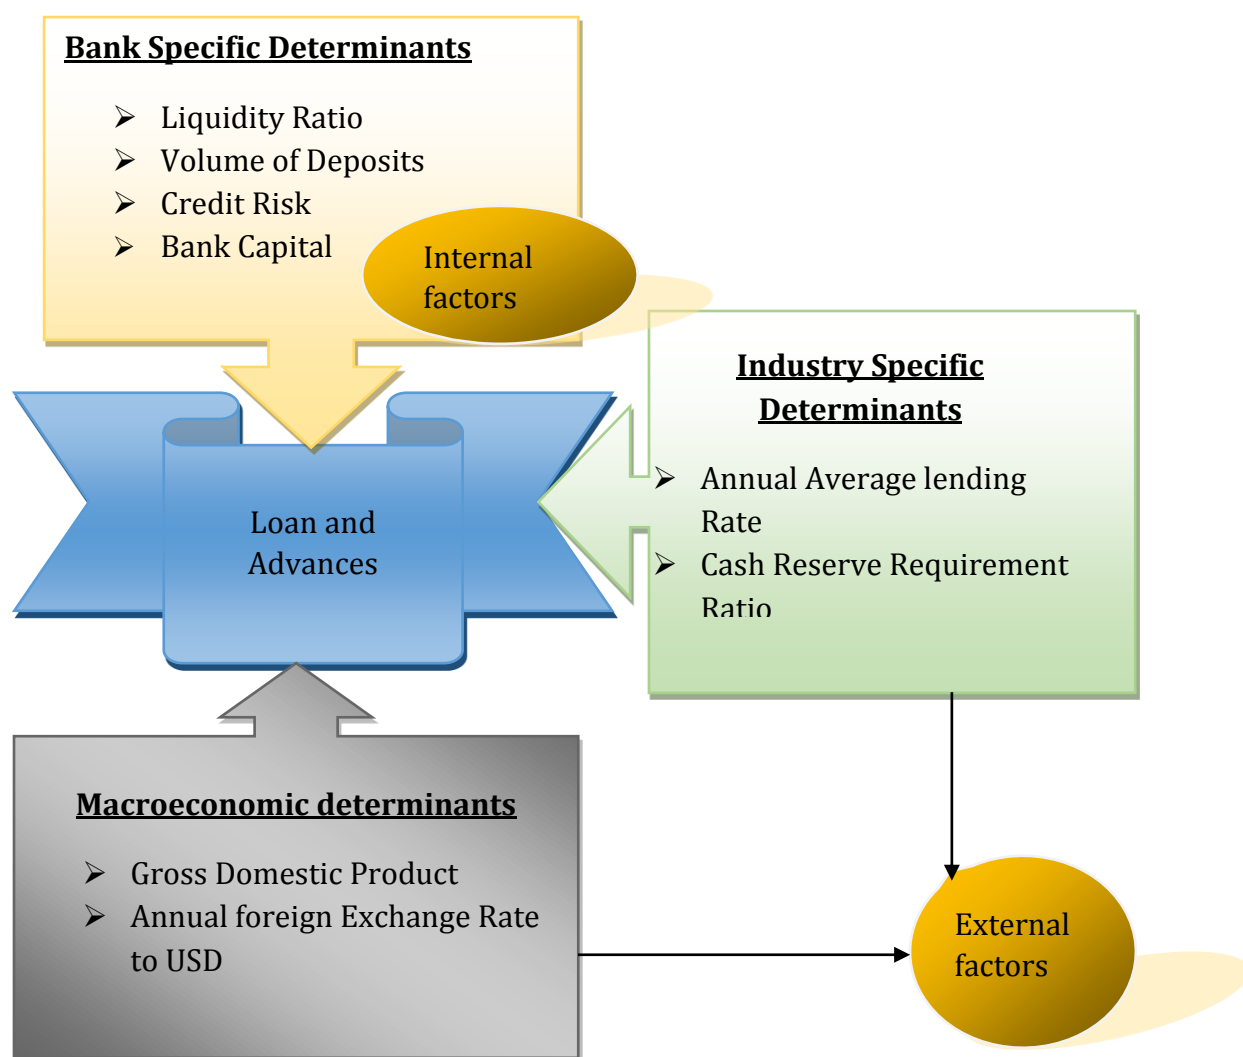 Bank Specific Determinants
➢ Liquidity Ratio
➢ Volume of Deposits
➢ Credit Risk
➢ Bank Capital
Internal
factors
Industry Specific
Determinants
➢ Annual Average lending
Rate
➢ Cash Reserve Requirement
Ratio
Loan and
Advances
Macroeconomic determinants
➢ Gross Domestic Product
➢ Annual foreign Exchange Rate
to USD
External
factors